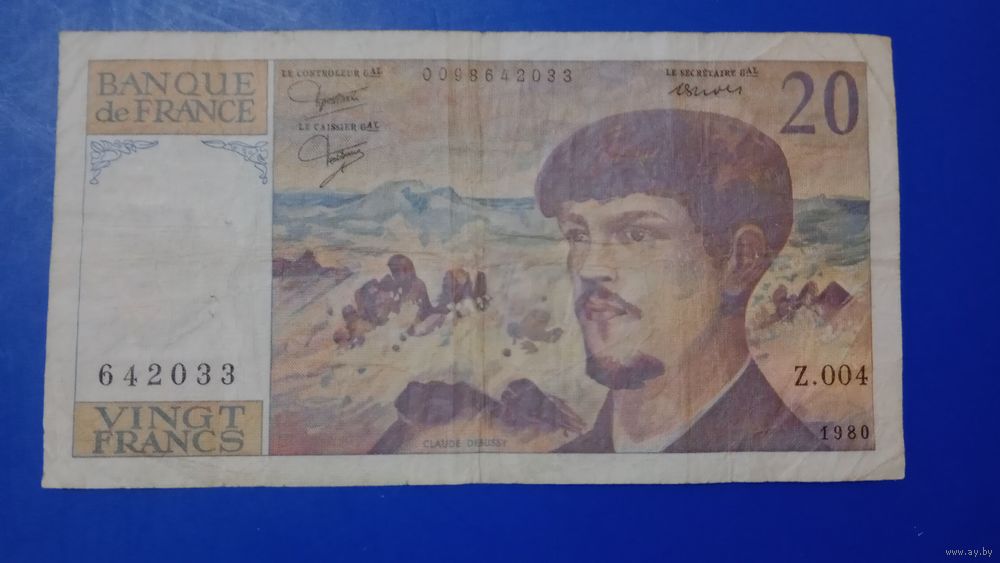 BANQUE
de FRANCE
LE CONTROLEUR GAL
LE CAISSIER GAL
0098642033
LE SECRÉTAIRE GAL
20
642033
VINGT
FRANCS
CLAUDE DEBUSSY
Z.004
1980
www.ay.by